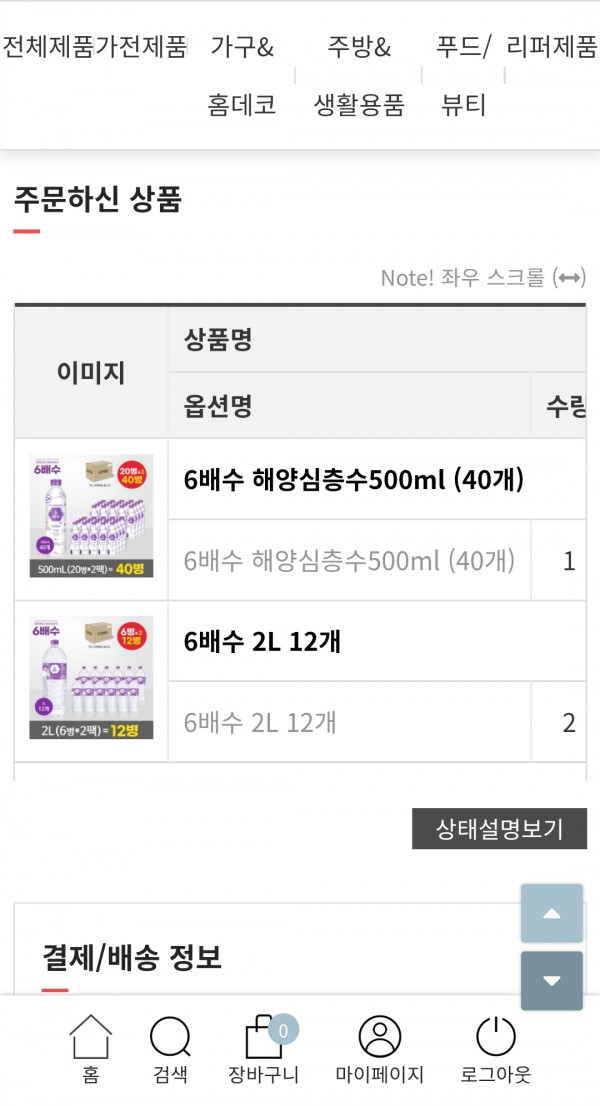 전체제품 가전제품 가구& 주방& 푸드/ 리퍼제품
홈데코 생활용품 뷰티
주문하신 상품
Note! 좌우 스크롤 (↔)
이미지
상품명
옵션명 수량
6배수
20병*2
40병
500ml
40개
500mL(20병*2팩)= 40병
6배수 해양심층수500ml (40개)
6배수 해양심층수500ml (40개) 1
6배수
6병*2
12병
2L
12개
2L(6병*2팩)= 12병
6배수 2L 12개
6배수 2L 12개 2
상태설명보기
결제/배송 정보
0
홈 검색 장바구니 마이페이지 로그아웃